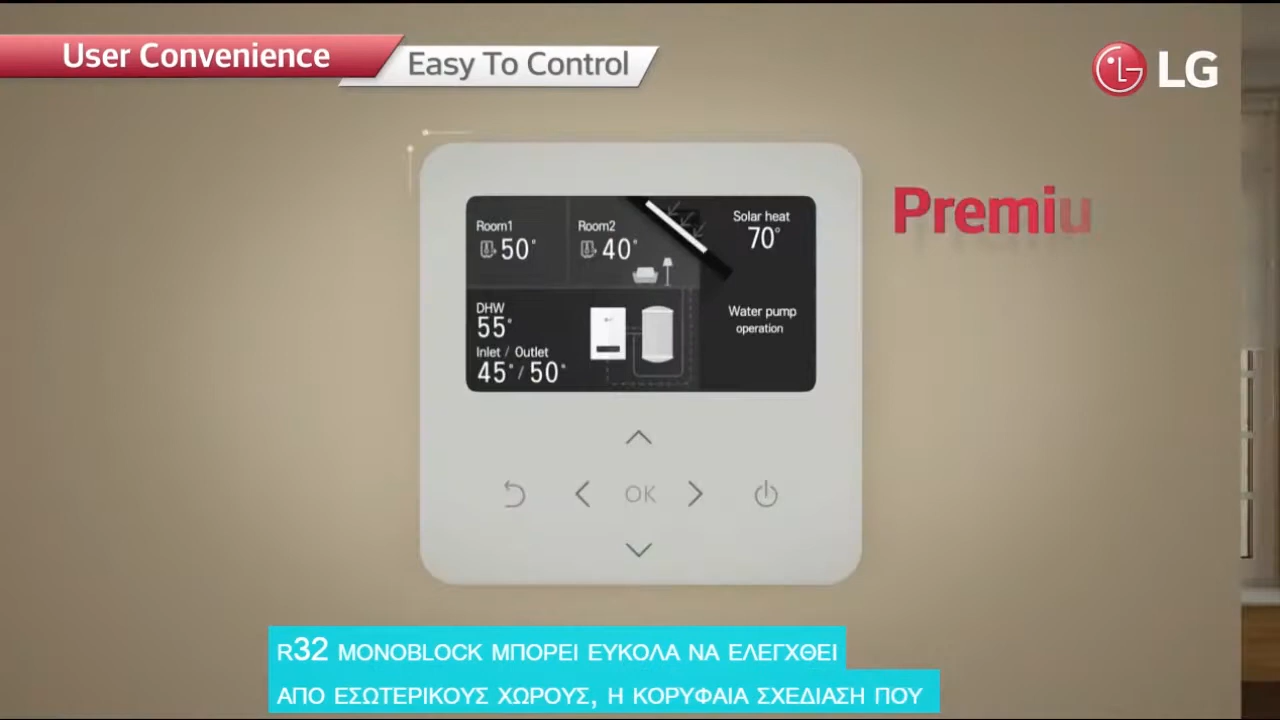 User Convenience
Easy To Control
LG
Premiu
Room1
50°
Room2
40°
Solar heat
70°
DHW
55°
Inlet / Outlet
45° / 50°
Water pump
operation
OK
R32 MONOBLOCK ΜΠΟΡΕΙ ΕΥΚΟΛΑ ΝΑ ΕΛΕΓΧΘΕΙ
ΑΠΟ ΕΣΩΤΕΡΙΚΟΥΣ ΧΩΡΟΥΣ, Η ΚΟΡΥΦΑΙΑ ΣΧΕΔΙΑΣΗ ΠΟΥ